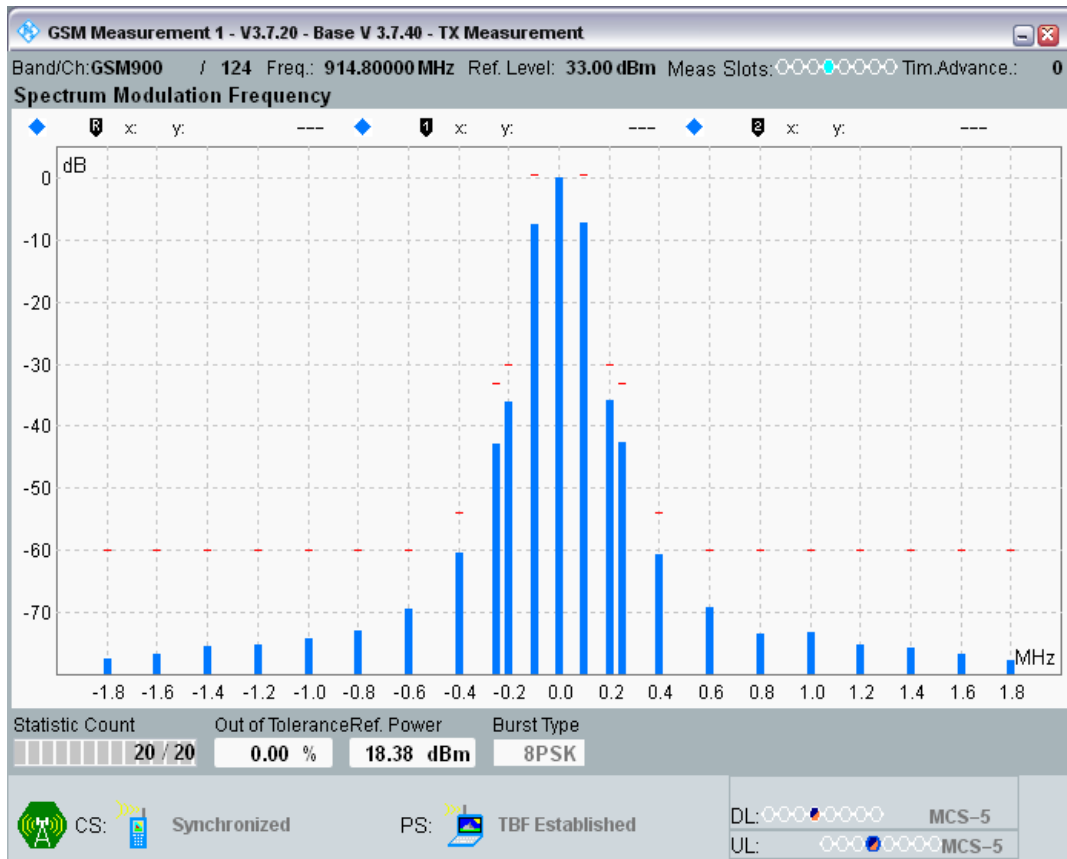 GSM Measurement 1 - V3.7.20 - Base V 3.7.40 - TX Measurement
Band/Ch:GSM900 / 124 Freq.: 914.80000 MHz Ref. Level: 33.00 dBm Meas Slots: Tim.Advance.: 0
Spectrum Modulation Frequency
R x: y: --- 1 x: y: --- 2 x: y: ---
dB
0
-10
-20
-30
-40
-50
-60
-70
MHz
-1.8 -1.6 -1.4 -1.2 -1.0 -0.8 -0.6 -0.4 -0.2 0.0 0.2 0.4 0.6 0.8 1.0 1.2 1.4 1.6 1.8
Statistic Count Out of Tolerance Ref. Power Burst Type
20 / 20 0.00 % 18.38 dBm 8PSK
CS: Synchronized PS: TBF Established
DL: MCS-5
UL: MCS-5